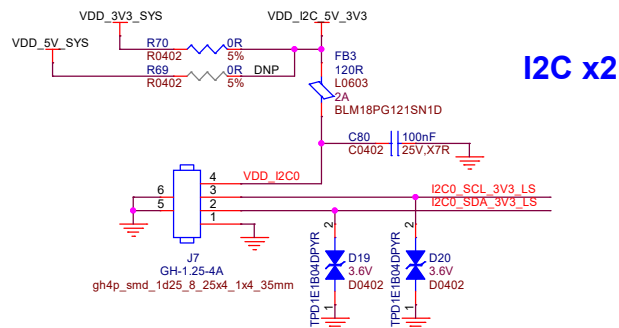 VDD_3V3_SYS
VDD_I2C_5V_3V3
VDD_5V_SYS
R70
0R
R0402
5%
R69
0R
DNP
R0402
5%
FB3
120R
L0603
2A
BLM18PG121SN1D
I2C x2
C80
100nF
C0402
25V,X7R
VDD_I2C0
6
5
4
3
2
1
I2C0_SCL_3V3_LS
I2C0_SDA_3V3_LS
J7
GH-1.25-4A
gh4p_smd_1d25_8_25x4_1x4_35mm
TPD1E1B04DPYR
2
1
D19
3.6V
D0402
TPD1E1B04DPYR
2
1
D20
3.6V
D0402